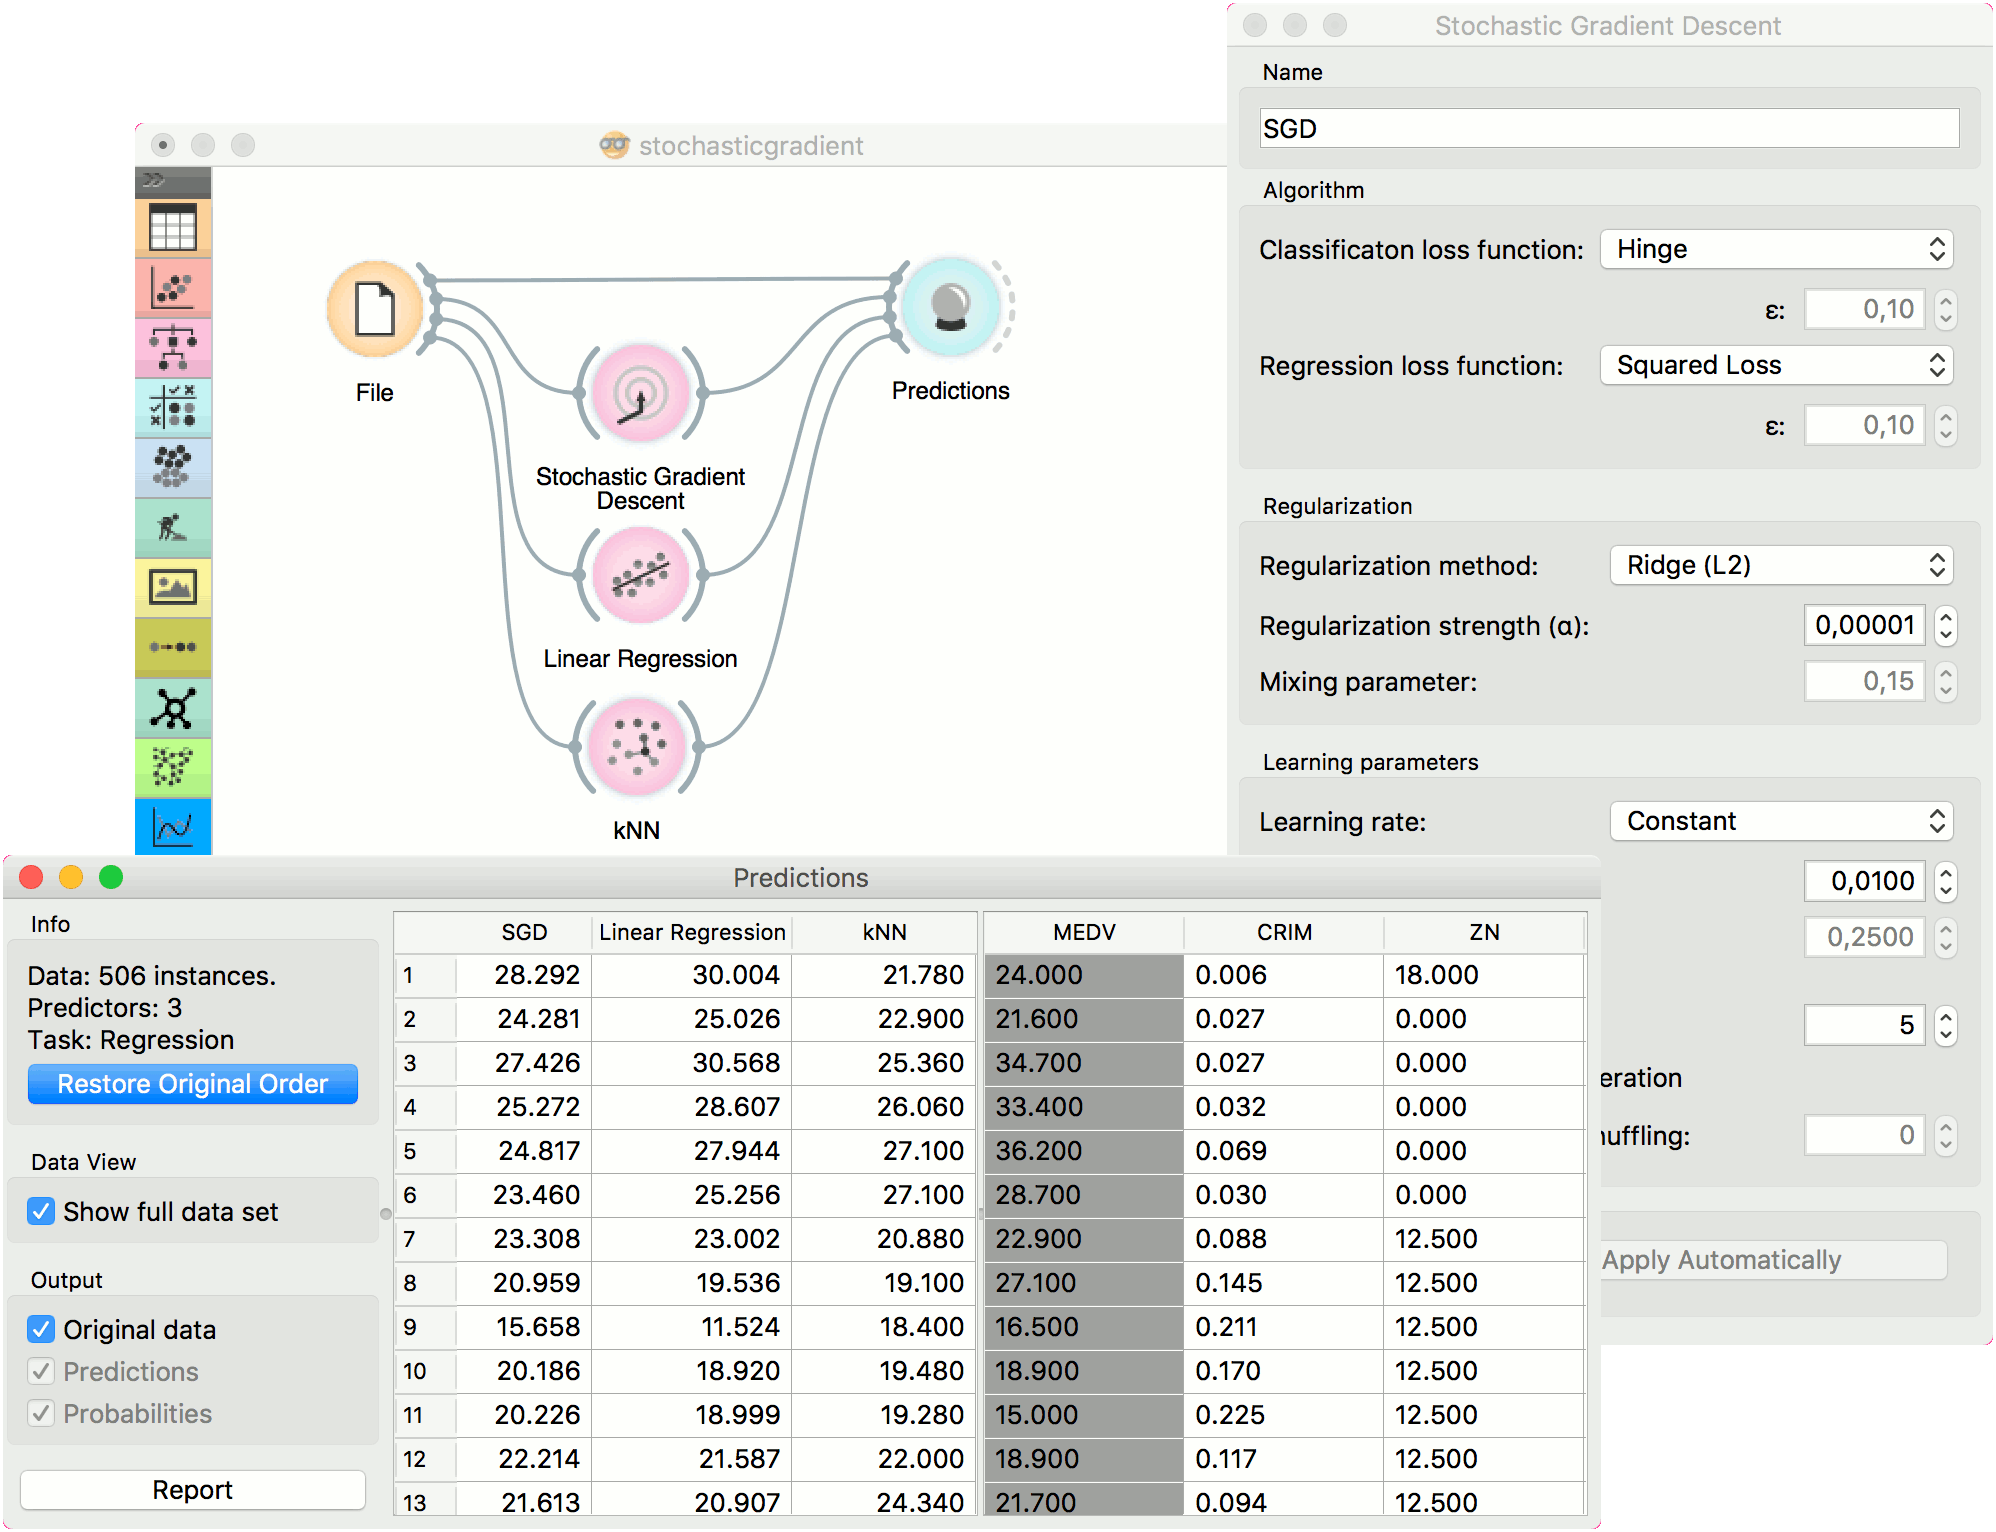 Stochastic Gradient Descent
Name
SGD
Algorithm
Classificaton loss function: Hinge
ε: 0,10
Regression loss function: Squared Loss
ε: 0,10
Regularization
Regularization method: Ridge (L2)
Regularization strength (α): 0,00001
Mixing parameter: 0,15
Learning parameters
Learning rate: Constant
0,0100
0,2500
5
eration
uffling: 0
Apply Automatically
stochasticgradient
File
Predictions
Stochastic Gradient
Descent
Linear Regression
kNN
Predictions
Info
Data: 506 instances.
Predictors: 3
Task: Regression
Restore Original Order
Data View
Show full data set
Output
Original data
Predictions
Probabilities
Report
SGD Linear Regression kNN MEDV CRIM ZN
1 28.292 30.004 21.780 24.000 0.006 18.000
2 24.281 25.026 22.900 21.600 0.027 0.000
3 27.426 30.568 25.360 34.700 0.027 0.000
4 25.272 28.607 26.060 33.400 0.032 0.000
5 24.817 27.944 27.100 36.200 0.069 0.000
6 23.460 25.256 27.100 28.700 0.030 0.000
7 23.308 23.002 20.880 22.900 0.088 12.500
8 20.959 19.536 19.100 27.100 0.145 12.500
9 15.658 11.524 18.400 16.500 0.211 12.500
10 20.186 18.920 19.480 18.900 0.170 12.500
11 20.226 18.999 19.280 15.000 0.225 12.500
12 22.214 21.587 22.000 18.900 0.117 12.500
13 21.613 20.907 24.340 21.700 0.094 12.500